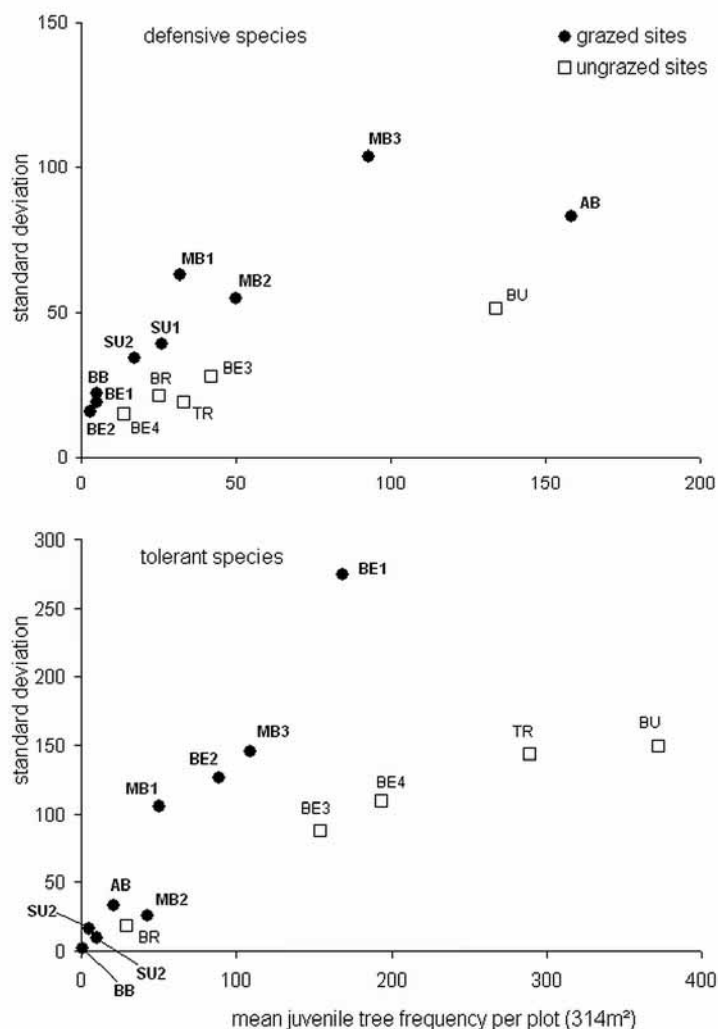 150
defensive species
● grazed sites
□ ungrazed sites
MB3
100
AB
standard deviation
MB1
MB2
BU
50
SU1
SU2
BE3
BB
BR
BE1
TR
BE2
BE4
0
0
50
100
150
200
300
tolerant species
BE1
250
200
standard deviation
TR
BU
150
MB3
BE2
BE4
MB1
BE3
100
50
AB
MB2
SU2
BR
0
SU2
BB
0
100
200
300
400
mean juvenile tree frequency per plot (314m²)